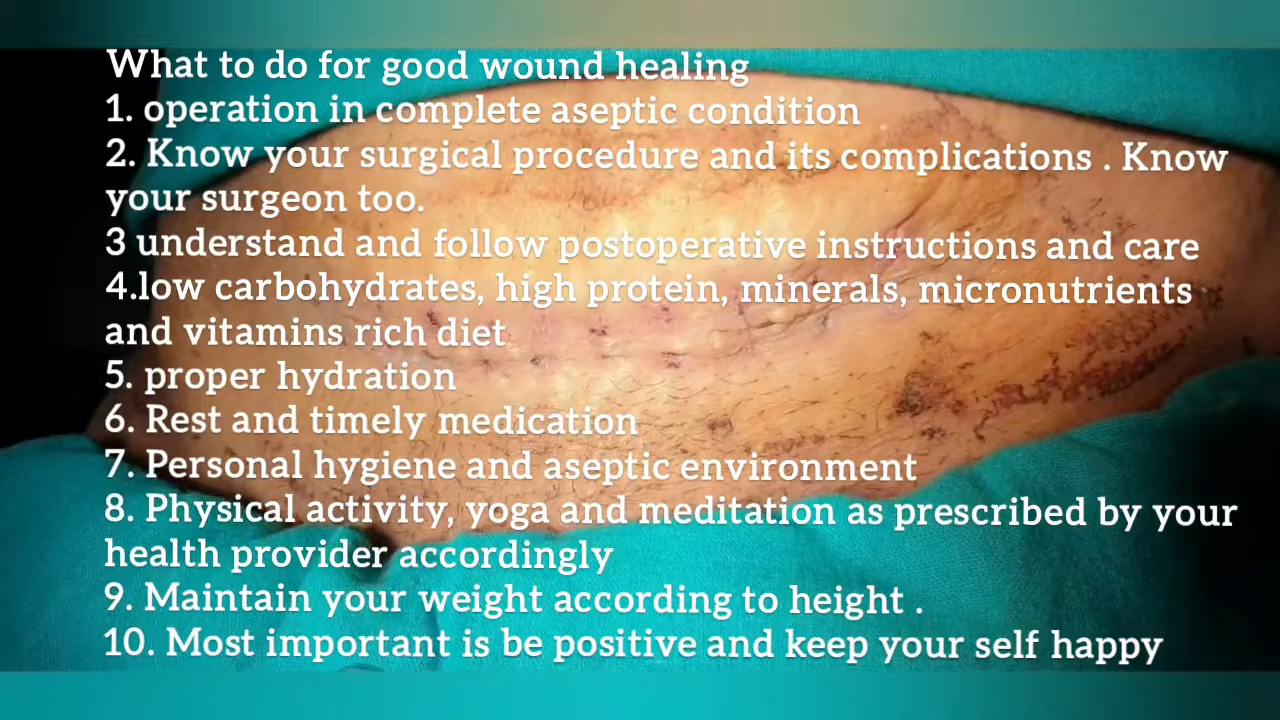 What to do for good wound healing
1. operation in complete aseptic condition
2. Know your surgical procedure and its complications . Know
your surgeon too.
3 understand and follow postoperative instructions and care
4.low carbohydrates, high protein, minerals, micronutrients
and vitamins rich diet
5. proper hydration
6. Rest and timely medication
7. Personal hygiene and aseptic environment
8. Physical activity, yoga and meditation as prescribed by your
health provider accordingly
9. Maintain your weight according to height .
10. Most important is be positive and keep your self happy